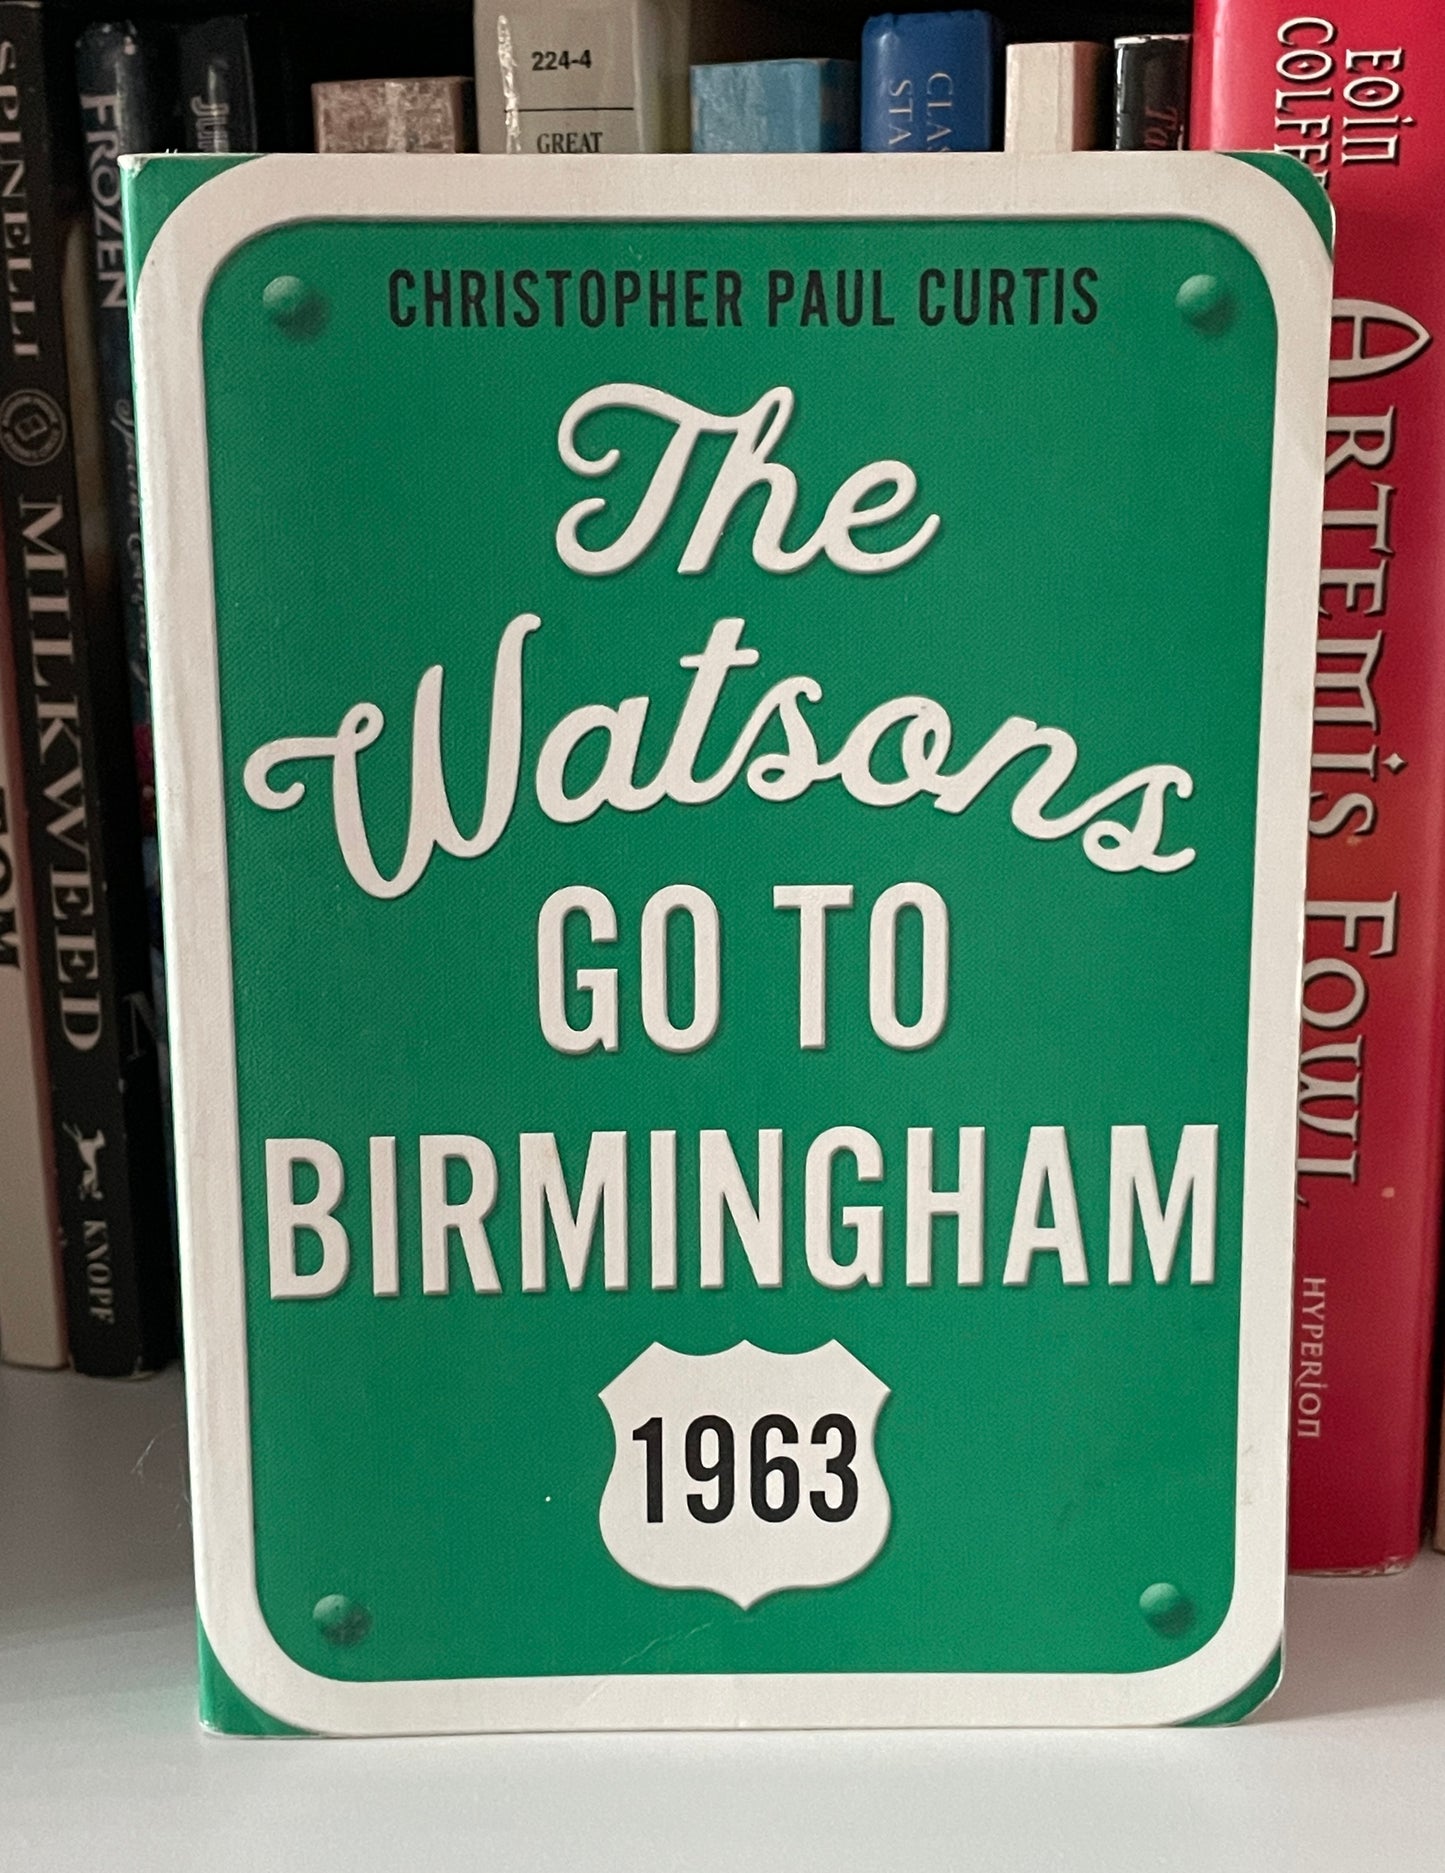 CHRISTOPHER PAUL CURTIS
The
Watsons
GO TO
BIRMINGHAM
1963
SPINELLI
MILKWEED
KNOPF
FROZEN
224-4
GREAT
EOIN
COLFE
ARTEMIS FOWL
HYPERION